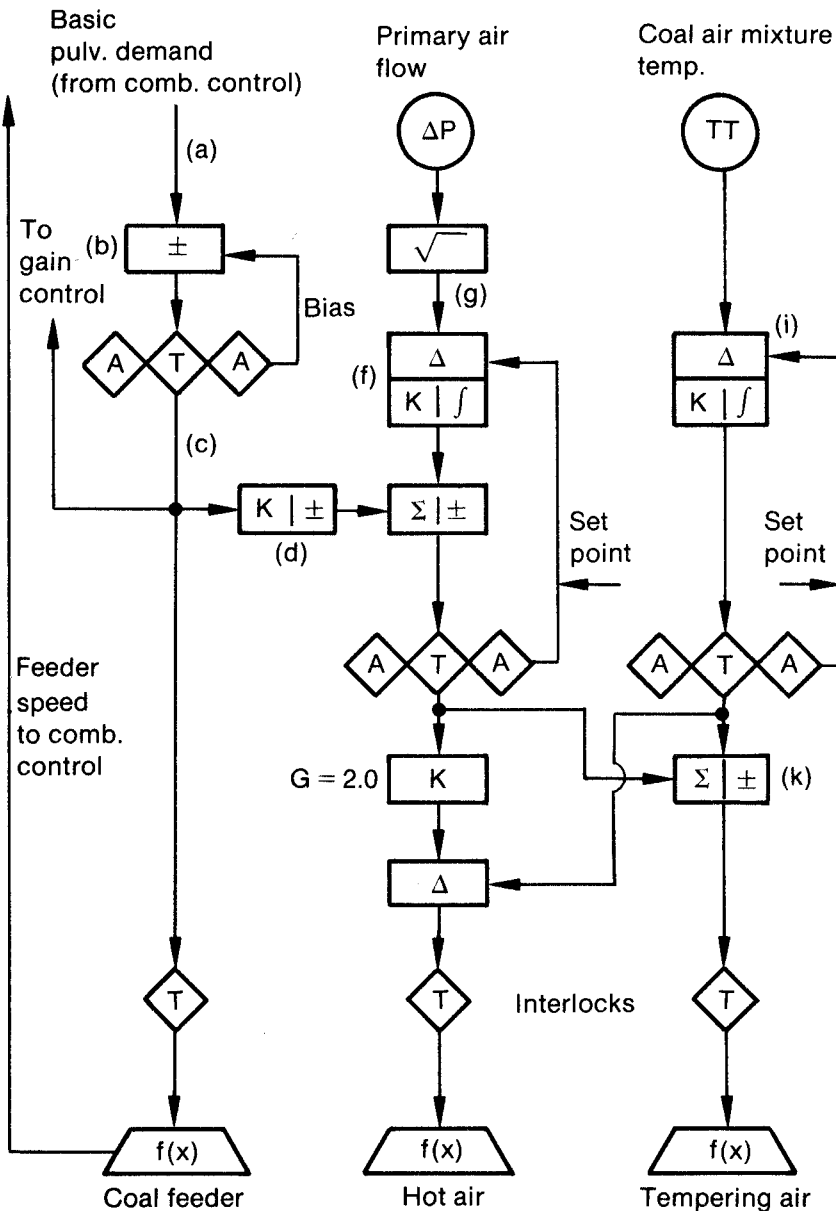 Basic
pulv. demand
(from comb. control)
Primary air
flow
Coal air mixture
temp.
ΔP
TT
(a)
To
gain
control
(b)
±
√
(g)
Bias
A
T
A
(f)
Δ
K | ∫
(i)
Δ
K | ∫
(c)
K | ±
(d)
Σ | ±
Set
point
Set
point
A
T
A
A
T
A
Feeder
speed
to comb.
control
G = 2.0
K
Σ | ±
(k)
Δ
T
T
Interlocks
T
f(x)
f(x)
f(x)
Coal feeder
Hot air
Tempering air